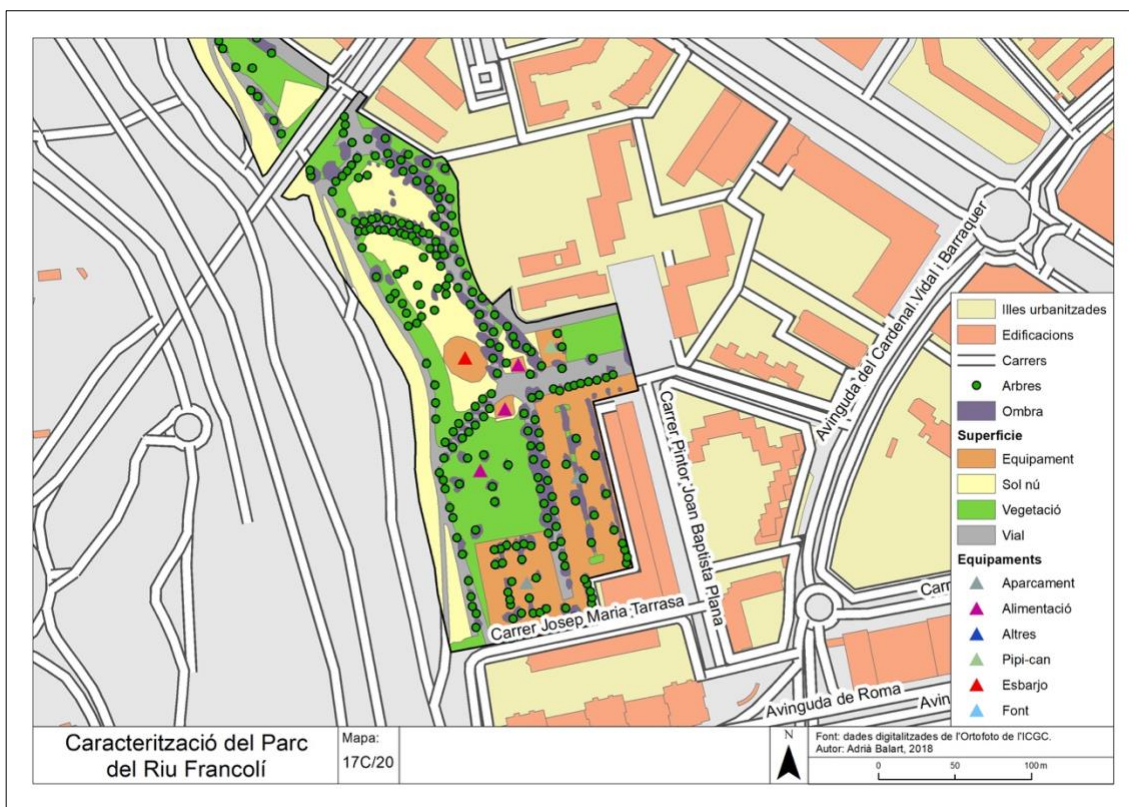 Avinguda del Cardenal Vidal i Barraquer
Carrer Pintor Joan Baptista Plana
Carrer Josep Maria Tarrasa
Avinguda de Roma
Avin
Carr
Illes urbanitzades
Edificacions
Carrers
Arbres
Ombra
Superficie
Equipament
Sol nú
Vegetació
Vial
Equipaments
Aparcament
Alimentació
Altres
Pipi-can
Esbarjo
Font
Caracterització del Parc
del Riu Francolí
Mapa:
17C/20
N
Font: dades digitalitzades de l'Ortofoto de l'ICGC.
Autor: Adrià Balart, 2018
0 50 100 m